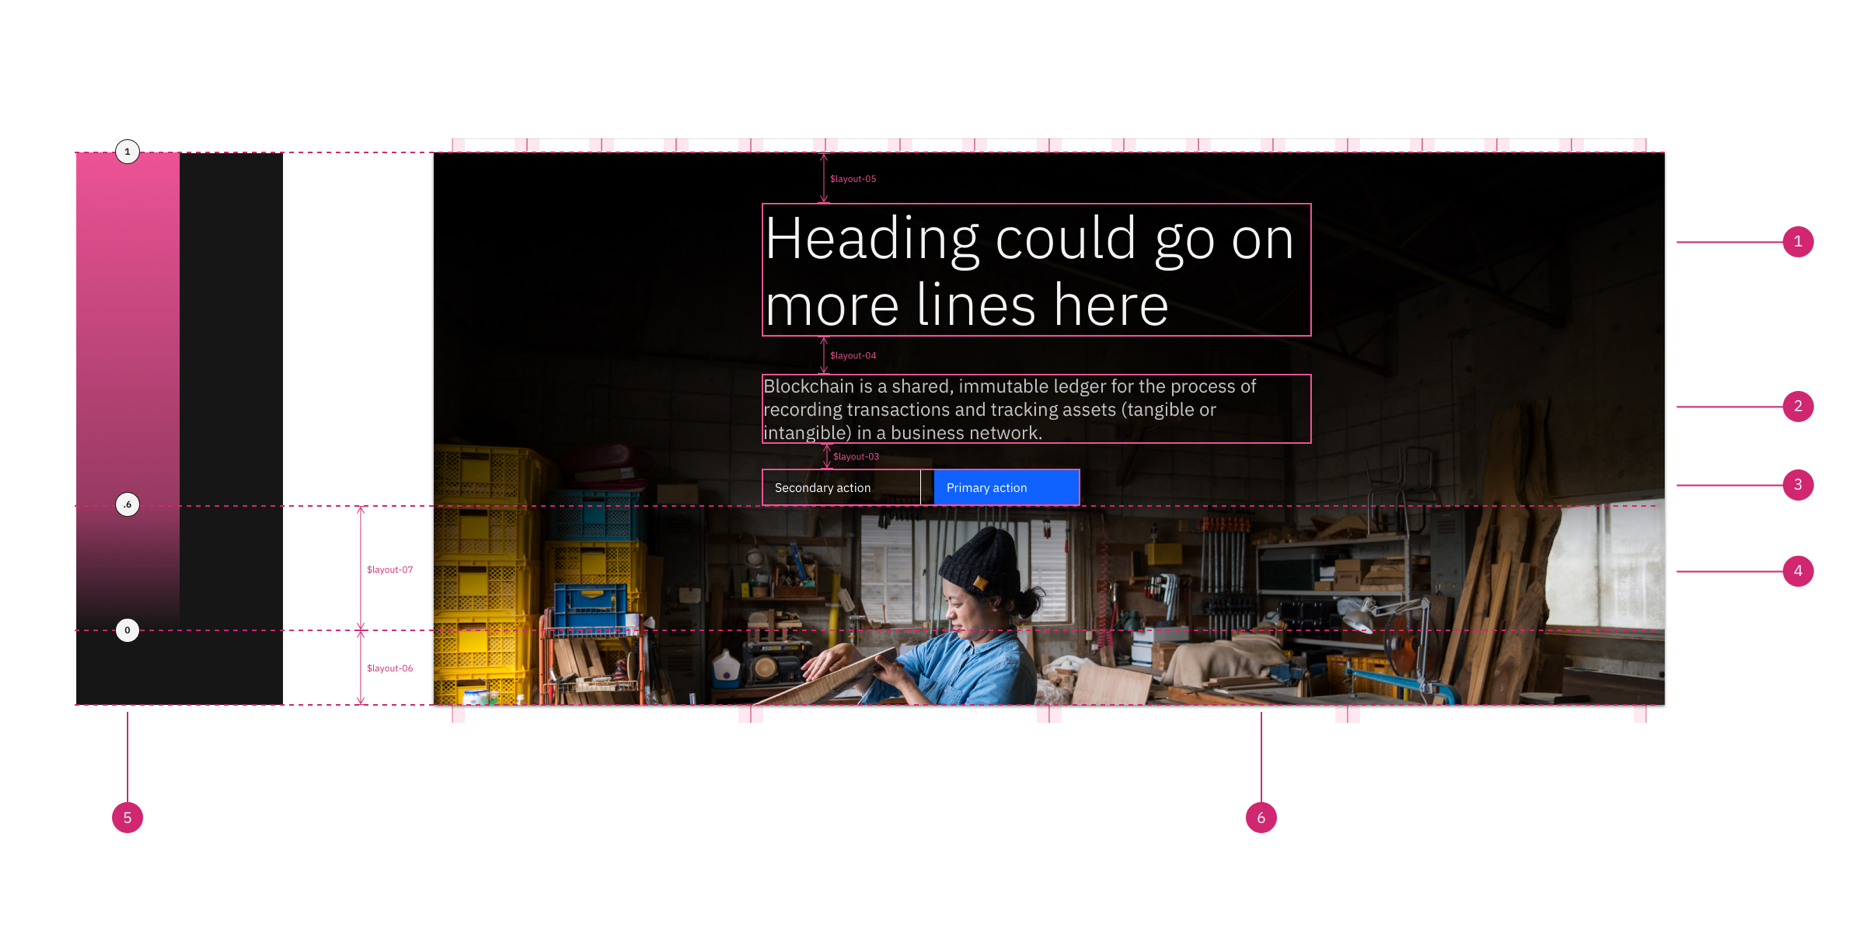 1
$layout-05
Heading could go on
more lines here
1
$layout-04
Blockchain is a shared, immutable ledger for the process of
recording transactions and tracking assets (tangible or
intangible) in a business network.
2
$layout-03
Secondary action
Primary action
3
.6
$layout-07
4
0
$layout-06
5
6